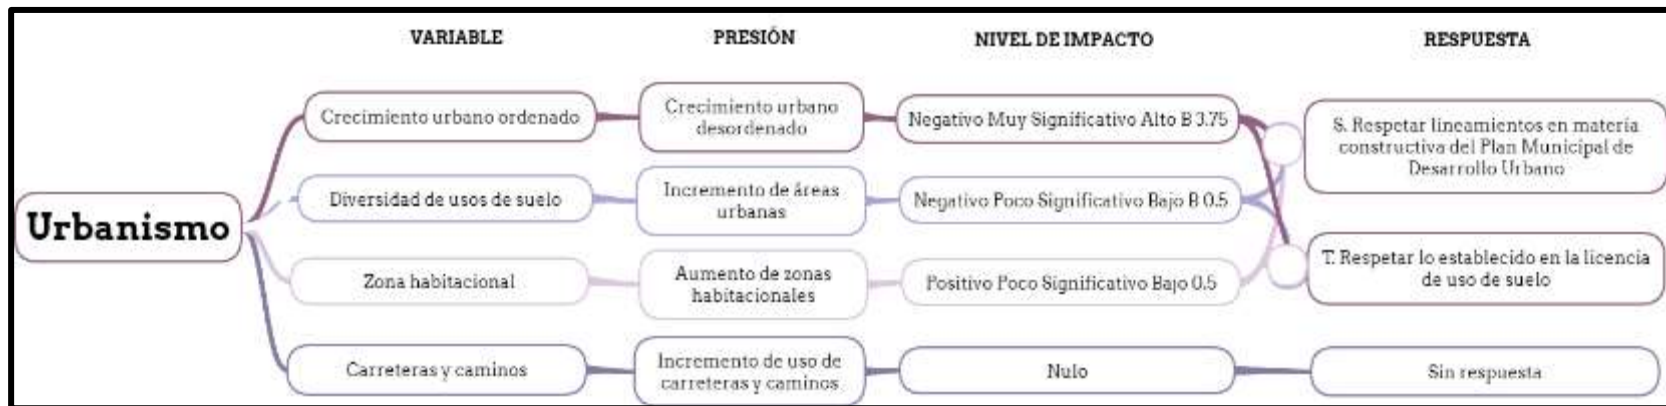 VARIABLE
PRESIÓN
NIVEL DE IMPACTO
RESPUESTA
Urbanismo
Crecimiento urbano ordenado
Crecimiento urbano
desordenado
Negativo Muy Significativo Alto B 3.75
S. Respetar lineamientos en materia
constructiva del Plan Municipal de
Desarrollo Urbano
Diversidad de usos de suelo
Incremento de áreas
urbanas
Negativo Poco Significativo Bajo B 0.5
T. Respetar lo establecido en la licencia
de uso de suelo
Zona habitacional
Aumento de zonas
habitacionales
Positivo Poco Significativo Bajo 0.5
Carreteras y caminos
Incremento de uso de
carreteras y caminos
Nulo
Sin respuesta